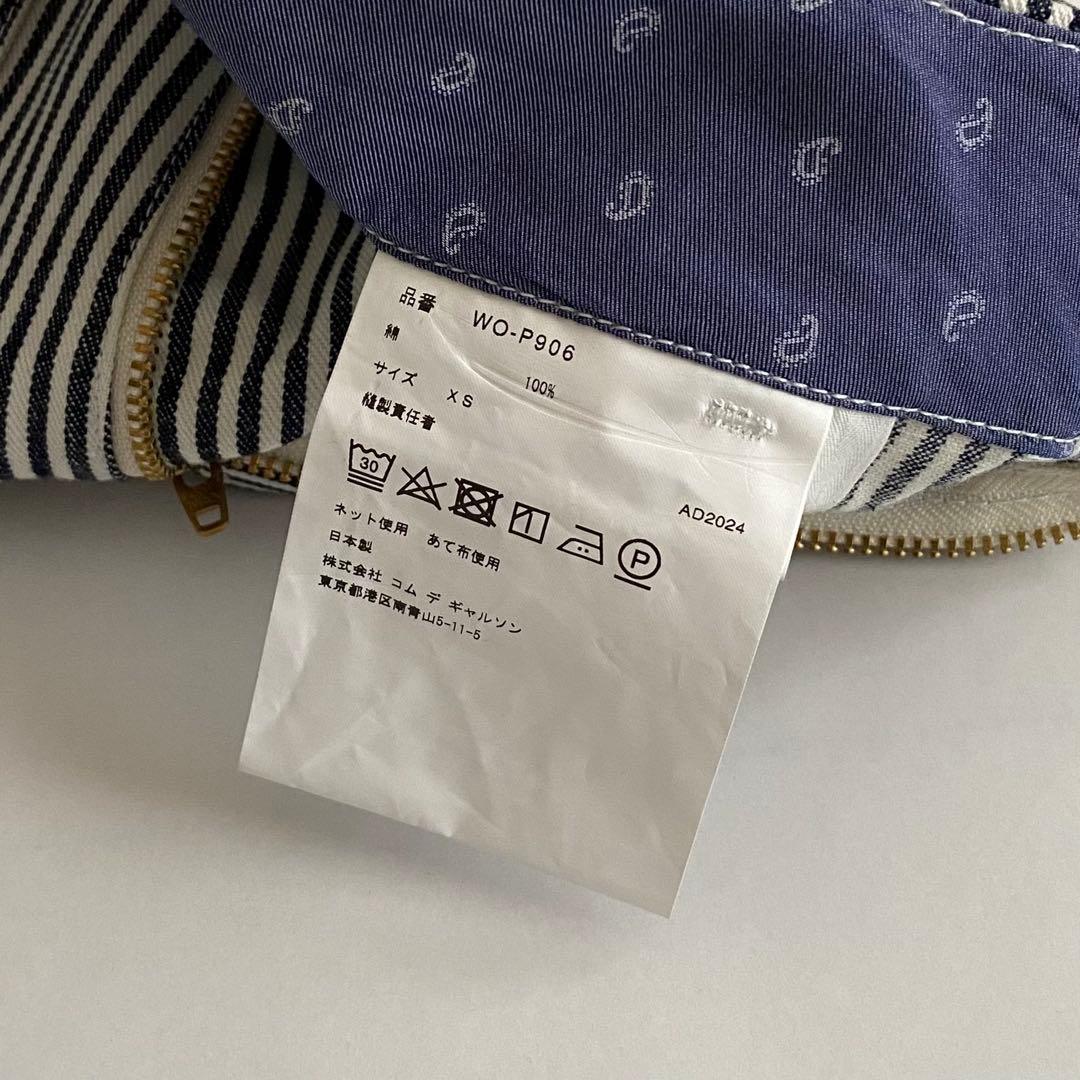 品番 WO-P906
綿 100%
サイズ XS
縫製責任者
30
P
AD2024
ネット使用 あて布使用
日本製
株式会社 コム デ ギャルソン
東京都港区南青山5-11-5